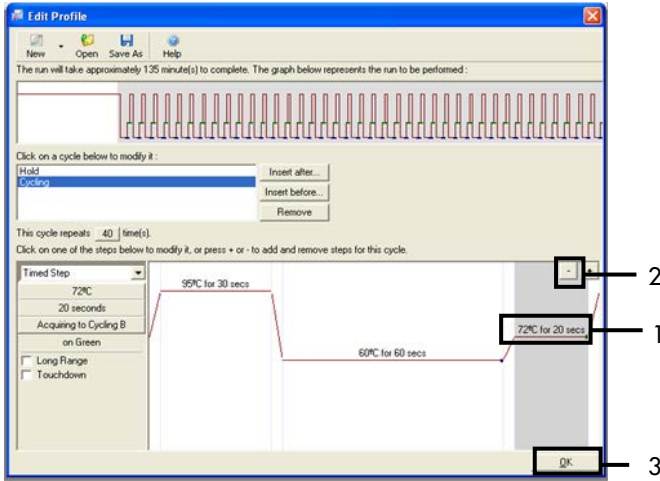 Edit Profile
New Open Save As Help
The run will take approximately 135 minute(s) to complete. The graph below represents the run to be performed :
Click on a cycle below to modify it :
Hold
Cycling
Insert after...
Insert before...
Remove
This cycle repeats 40 time(s).
Click on one of the steps below to modify it, or press + or - to add and remove steps for this cycle.
Timed Step
72ºC
20 seconds
Acquiring to Cycling B
on Green
Long Range
Touchdown
95ºC for 30 secs
60ºC for 60 secs
72ºC for 20 secs
- +
2
1
OK
3